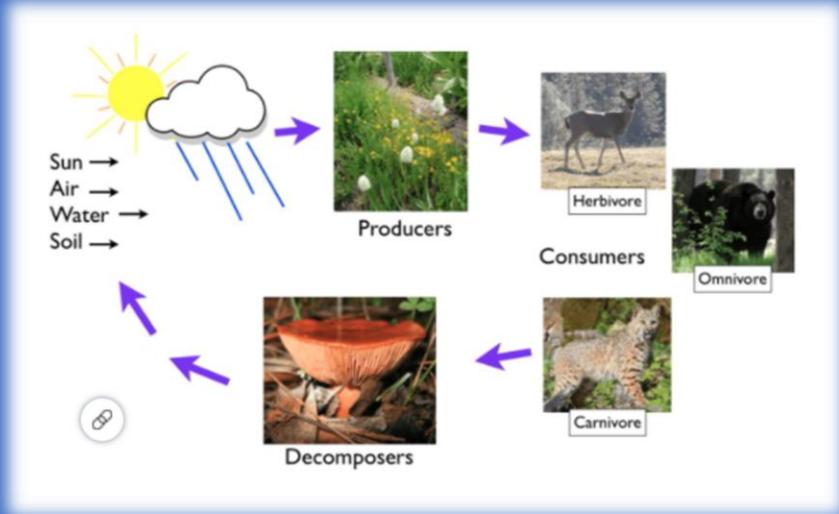 Sun
Air
Water
Soil
Producers
Herbivore
Consumers
Omnivore
Carnivore
Decomposers